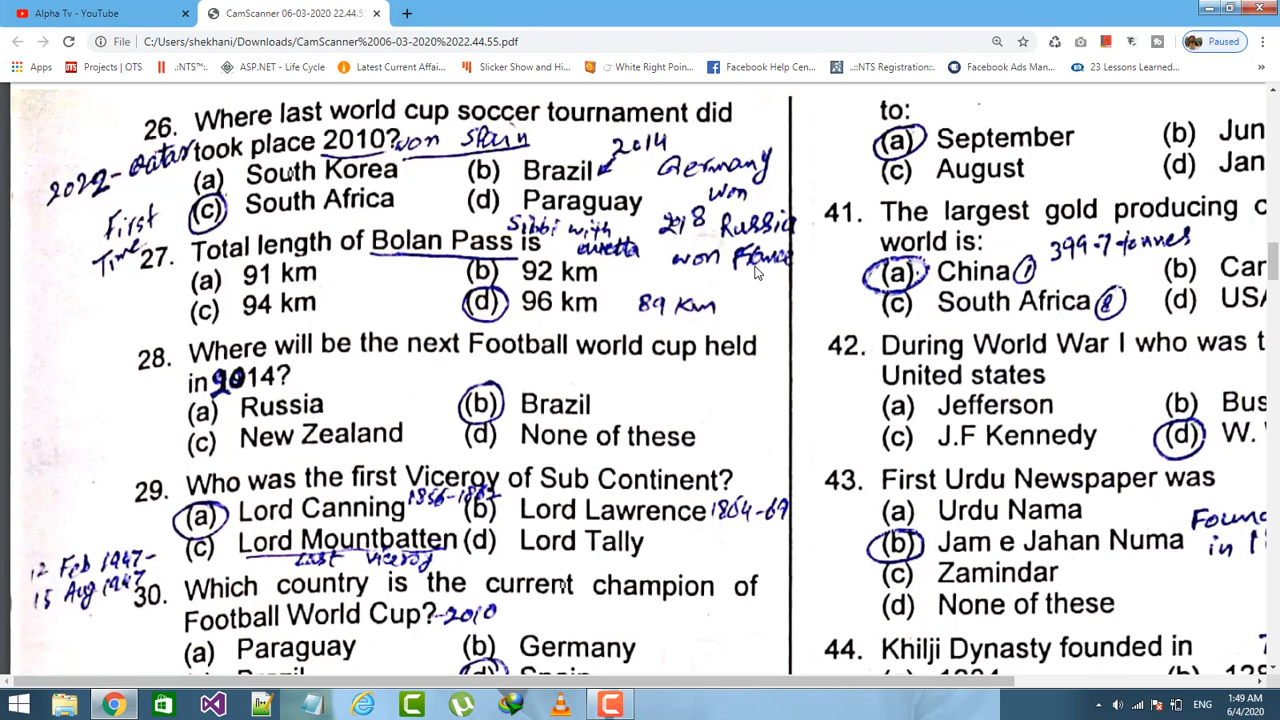 Alpha Tv - YouTube
CamScanner 06-03-2020 22.44.5
File
C:/Users/shekhani/Downloads/CamScanner%2006-03-2020%2022.44.55.pdf
Paused
Apps
Projects | OTS
.:NTS:.
ASP.NET - Life Cycle
Latest Current Affai...
Slicker Show and Hi...
White Right Poin...
Facebook Help Cen...
..::NTS Registration:...
Facebook Ads Man...
23 Lessons Learned...
26. Where last world cup soccer tournament did
took place 2010? won Spain
2022-Qatar
First
Time
(a) South Korea (b) Brazil
2014
Germany
won
(c) South Africa (d) Paraguay
2018 Russia
won France
27. Total length of Bolan Pass is
Sibbi with
quetta
(a) 91 km (b) 92 km
(c) 94 km (d) 96 km 89 km
28. Where will be the next Football world cup held
in 2014?
(a) Russia (b) Brazil
(c) New Zealand (d) None of these
29. Who was the first Viceroy of Sub Continent?
(a) Lord Canning 1856-1862 (b) Lord Lawrence 1864-69
(c) Lord Mountbatten (d) Lord Tally
Last Viceroy
12 Feb 1947-
15 Aug 1947
30. Which country is the current champion of
Football World Cup? -2010
(a) Paraguay (b) Germany
Spain
to:
(a) September (b) Jun
(c) August (d) Jan
41. The largest gold producing c
world is: 399.7 tonnes
(a) China 1 (b) Car
(c) South Africa 8 (d) USA
42. During World War I who was t
United states
(a) Jefferson (b) Bus
(c) J.F Kennedy (d) W.
43. First Urdu Newspaper was
(a) Urdu Nama
(b) Jam e Jahan Numa
Found
in 1
(c) Zamindar
(d) None of these
44. Khilji Dynasty founded in
1:49 AM
6/4/2020